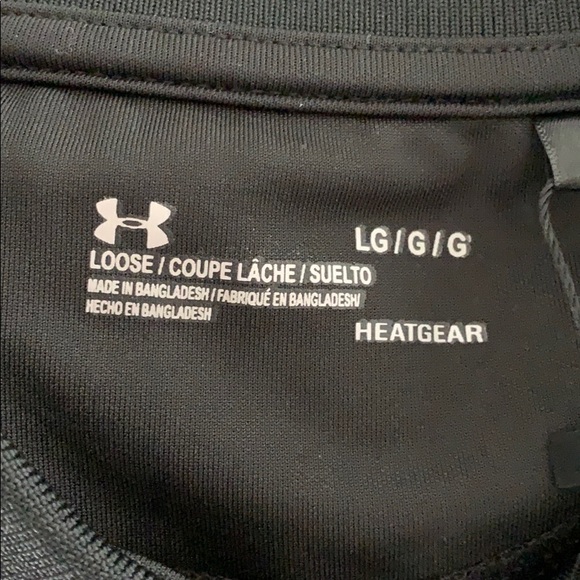 LG / G / G
LOOSE / COUPE LÂCHE / SUELTO
MADE IN BANGLADESH / FABRIQUÉ EN BANGLADESH/
HECHO EN BANGLADESH
HEATGEAR